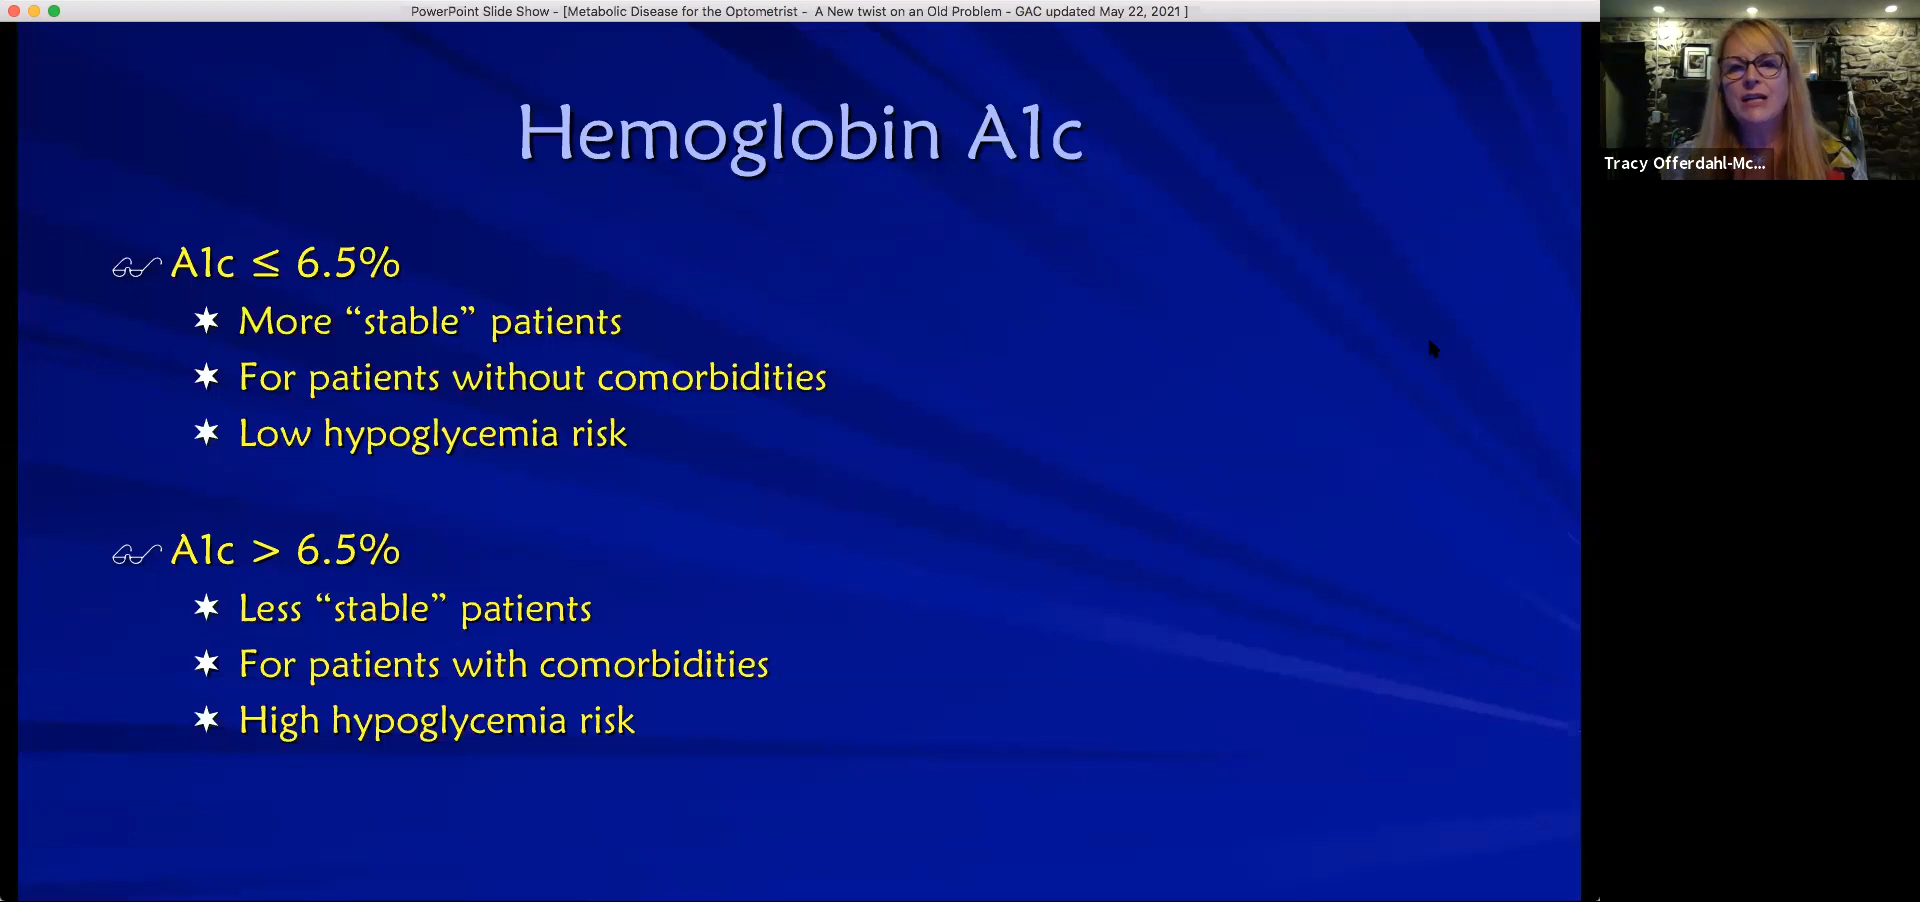 PowerPoint Slide Show - [Metabolic Disease for the Optometrist - A New twist on an Old Problem - GAC updated May 22, 2021 ]
Hemoglobin A1c
A1c ≤ 6.5%
More “stable” patients
For patients without comorbidities
Low hypoglycemia risk
A1c > 6.5%
Less “stable” patients
For patients with comorbidities
High hypoglycemia risk
Tracy Offerdahl-Mc...